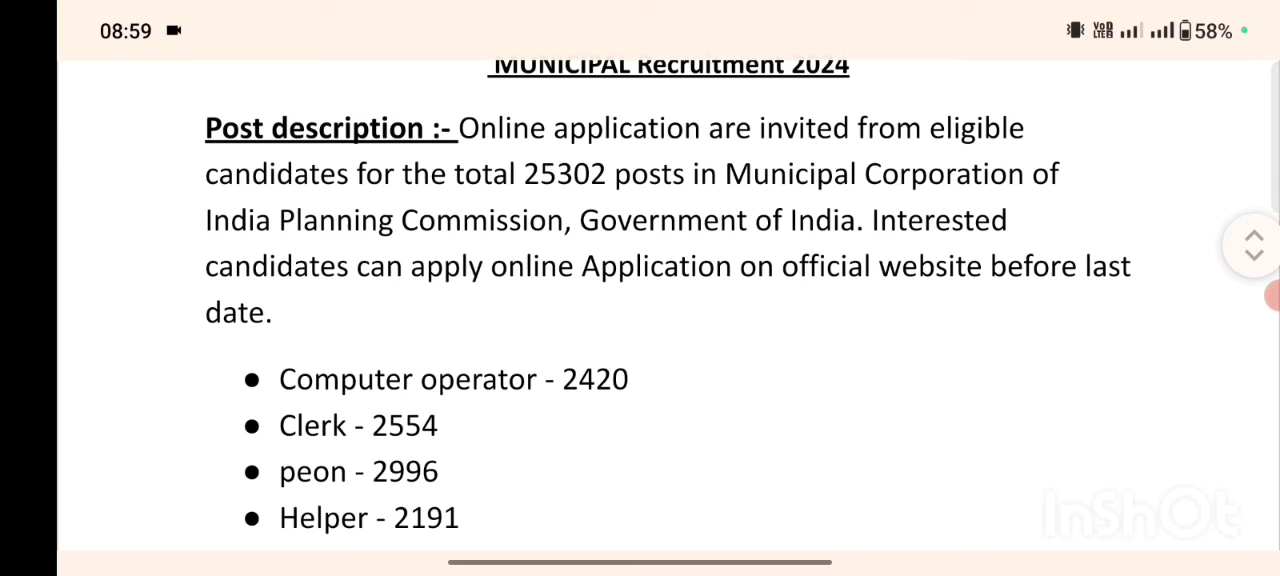 08:59 VoD LTE 58%
MUNICIPAL Recruitment 2024
Post description :- Online application are invited from eligible
candidates for the total 25302 posts in Municipal Corporation of
India Planning Commission, Government of India. Interested
candidates can apply online Application on official website before last
date.
● Computer operator - 2420
● Clerk - 2554
● peon - 2996
● Helper - 2191
InShOt